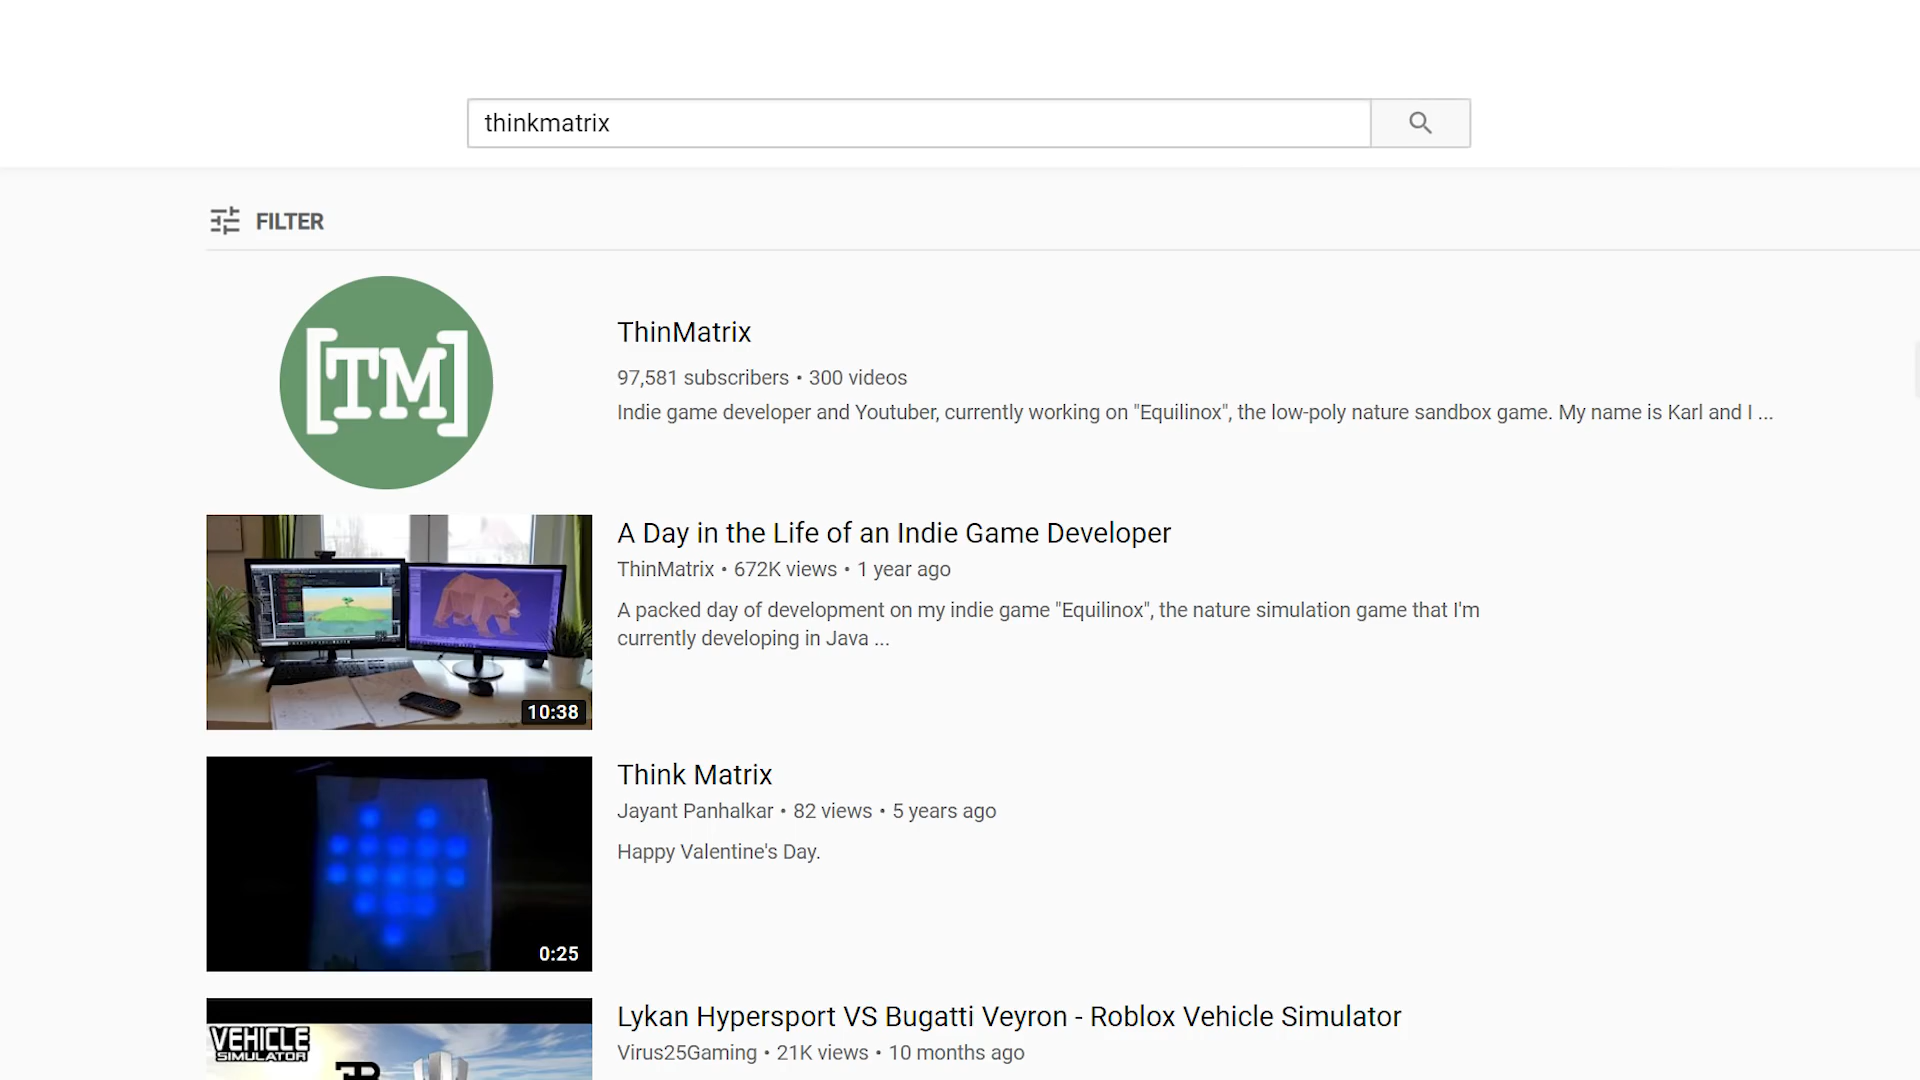 thinkmatrix
FILTER
[TM]
ThinMatrix
97,581 subscribers • 300 videos
Indie game developer and Youtuber, currently working on "Equilinox", the low-poly nature sandbox game. My name is Karl and I ...
A Day in the Life of an Indie Game Developer
ThinMatrix • 672K views • 1 year ago
A packed day of development on my indie game "Equilinox", the nature simulation game that I'm
currently developing in Java ...
10:38
Think Matrix
Jayant Panhalkar • 82 views • 5 years ago
Happy Valentine's Day.
0:25
Lykan Hypersport VS Bugatti Veyron - Roblox Vehicle Simulator
Virus25Gaming • 21K views • 10 months ago
VEHICLE
SIMULATOR